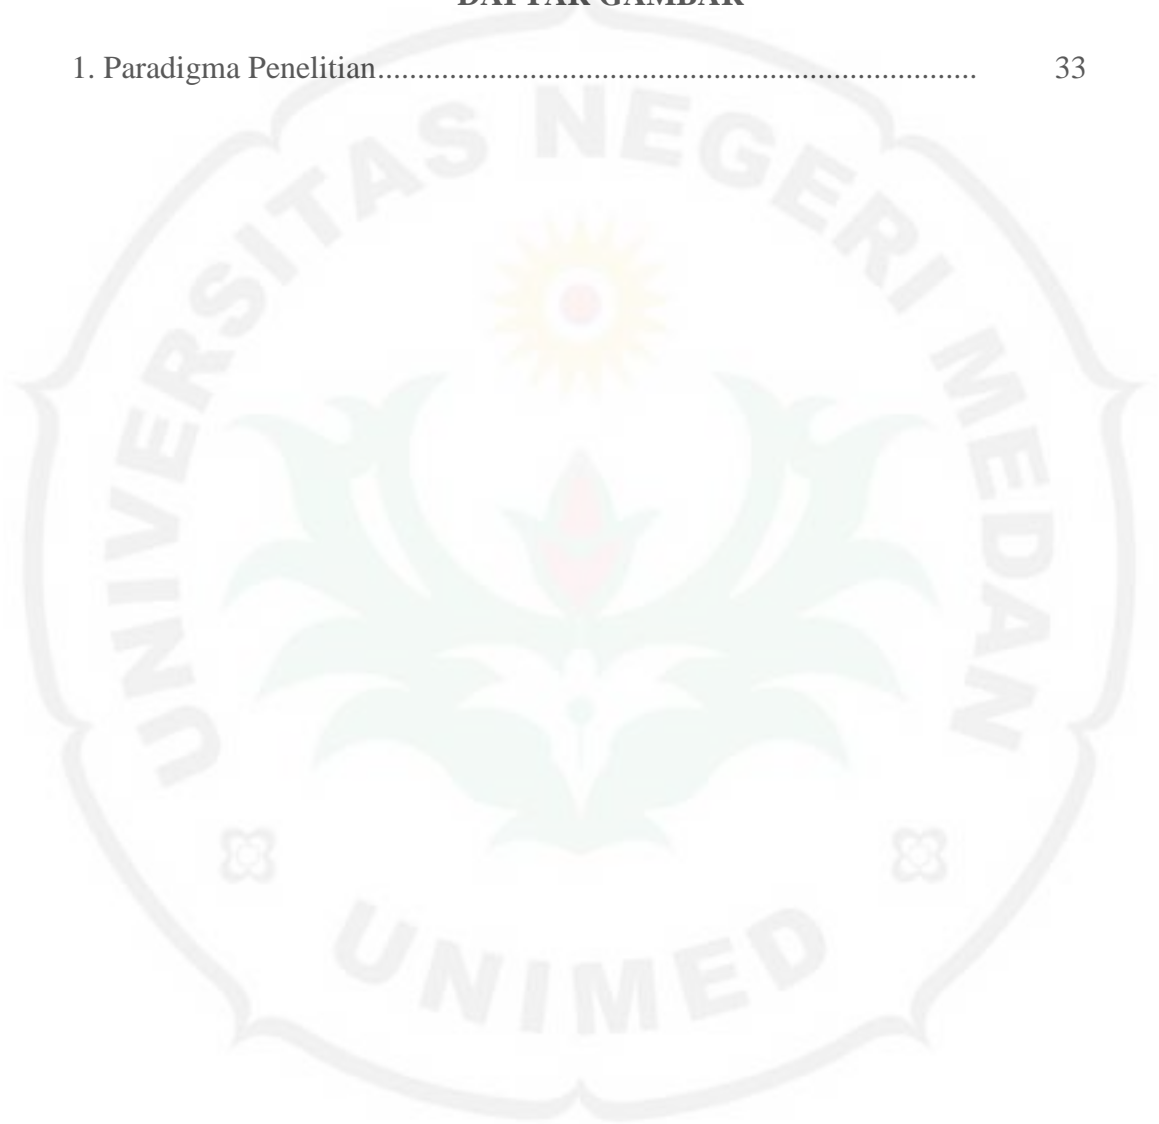 DAFTAR GAMBAR
1. Paradigma Penelitian........................................................................... 33
UNIVERSITAS NEGERI MEDAN
UNIMED